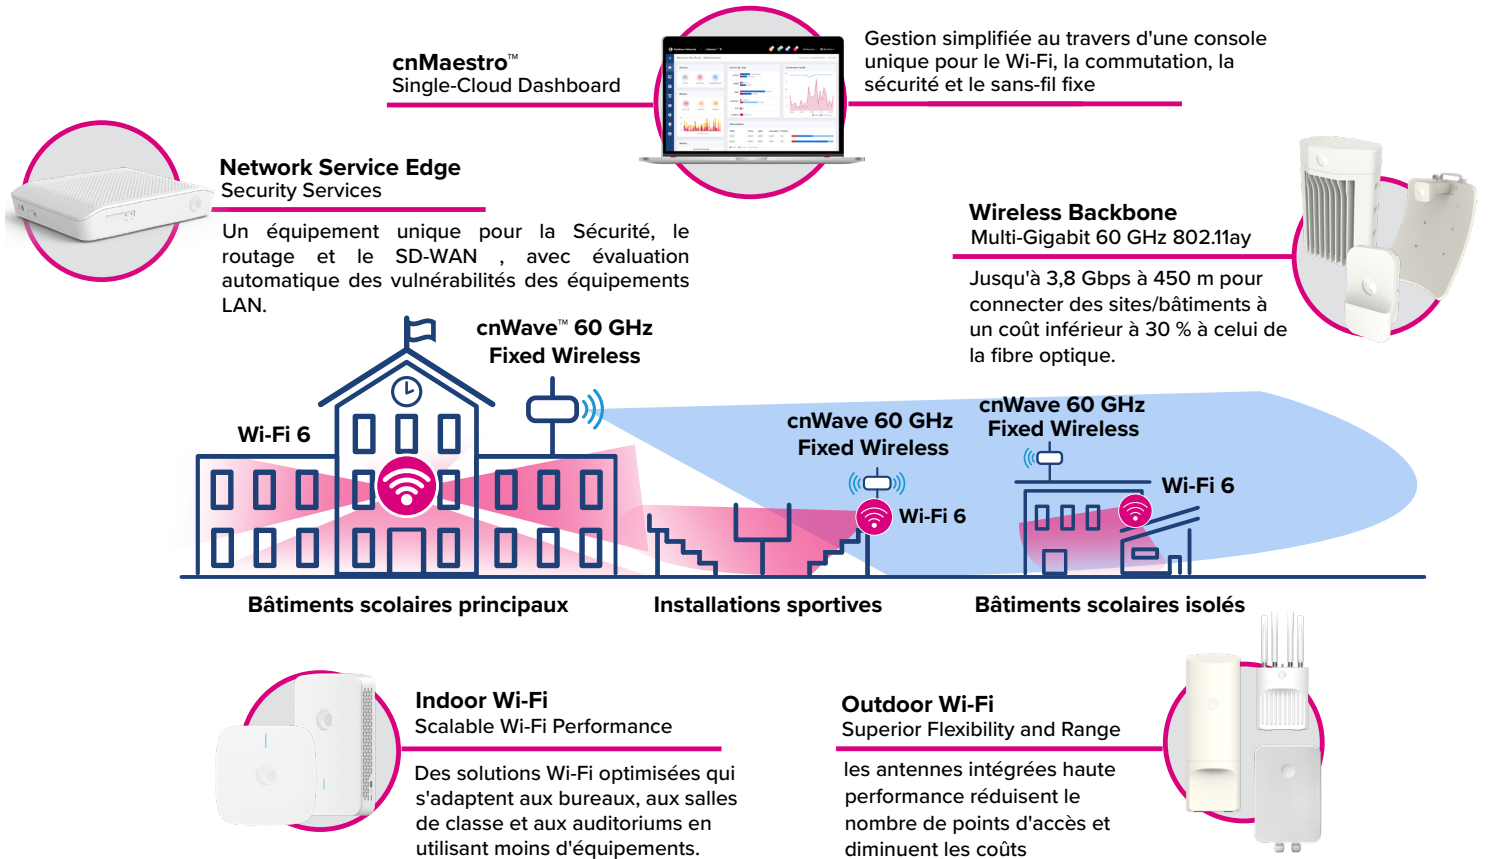 cnMaestro™
Single-Cloud Dashboard
Gestion simplifiée au travers d'une console
unique pour le Wi-Fi, la commutation, la
sécurité et le sans-fil fixe
Network Service Edge
Security Services
Un équipement unique pour la Sécurité, le
routage et le SD-WAN , avec évaluation
automatique des vulnérabilités des équipements
LAN.
Wireless Backbone
Multi-Gigabit 60 GHz 802.11ay
Jusqu'à 3,8 Gbps à 450 m pour
connecter des sites/bâtiments à
un coût inférieur à 30 % à celui de
la fibre optique.
cnWave™ 60 GHz
Fixed Wireless
Wi-Fi 6
cnWave 60 GHz
Fixed Wireless
Wi-Fi 6
cnWave 60 GHz
Fixed Wireless
Wi-Fi 6
Bâtiments scolaires principaux
Installations sportives
Bâtiments scolaires isolés
Indoor Wi-Fi
Scalable Wi-Fi Performance
Des solutions Wi-Fi optimisées qui
s'adaptent aux bureaux, aux salles
de classe et aux auditoriums en
utilisant moins d'équipements.
Outdoor Wi-Fi
Superior Flexibility and Range
les antennes intégrées haute
performance réduisent le
nombre de points d'accès et
diminuent les coûts